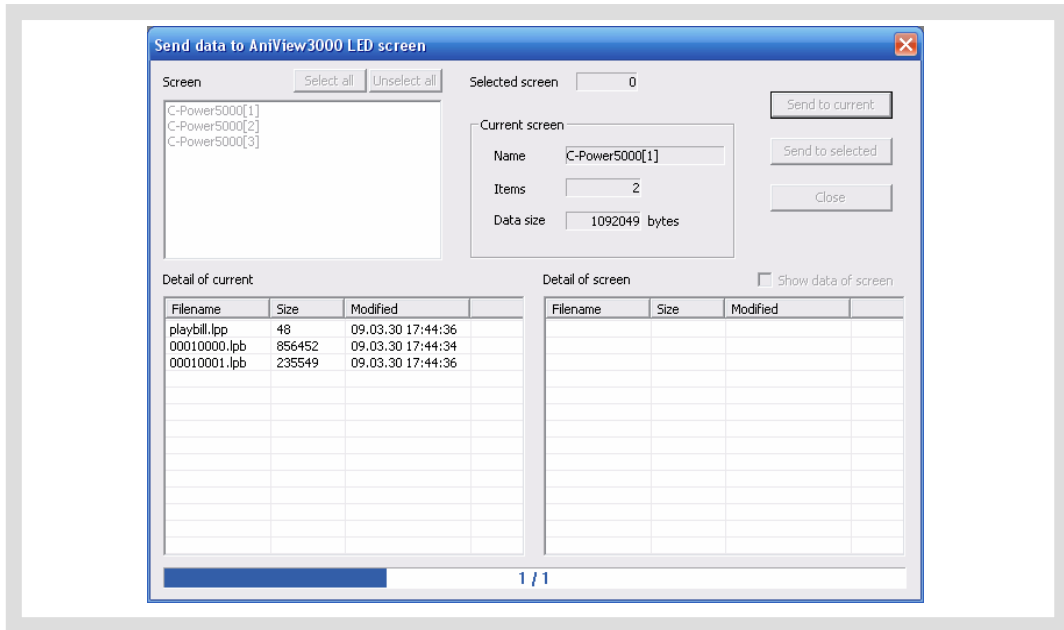 Send data to AniView3000 LED screen
Screen
Select all
Unselect all
C-Power5000[1]
C-Power5000[2]
C-Power5000[3]
Selected screen 0
Current screen
Name C-Power5000[1]
Items 2
Data size 1092049 bytes
Send to current
Send to selected
Close
Detail of current
Filename Size Modified
playbill.lpp 48 09.03.30 17:44:36
00010000.lpb 856452 09.03.30 17:44:34
00010001.lpb 235549 09.03.30 17:44:36
Detail of screen
Show data of screen
Filename Size Modified
1 / 1